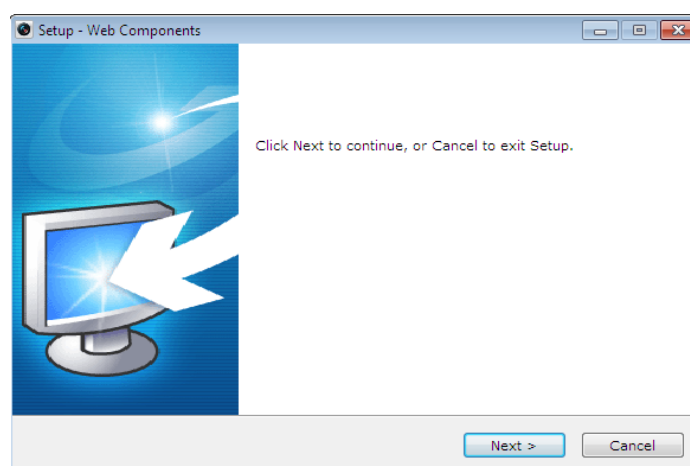 Setup - Web Components
Click Next to continue, or Cancel to exit Setup.
Next >
Cancel